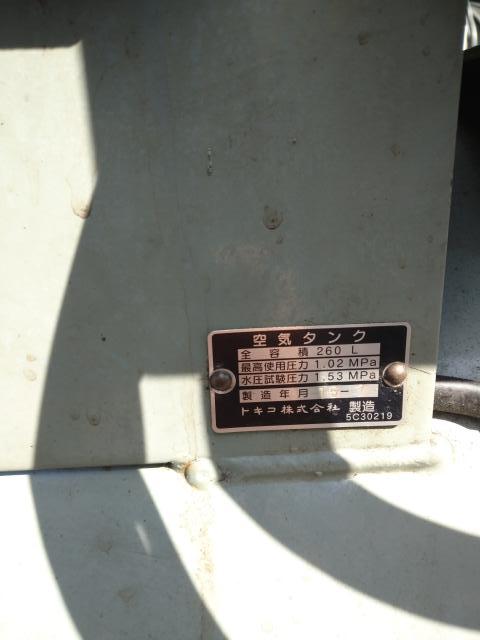 空気タンク
全容積 260 L
最高使用圧力 1.02 MPa
水圧試験圧力 1.53 MPa
製造年月
トキコ株式会社 製造
5C30219